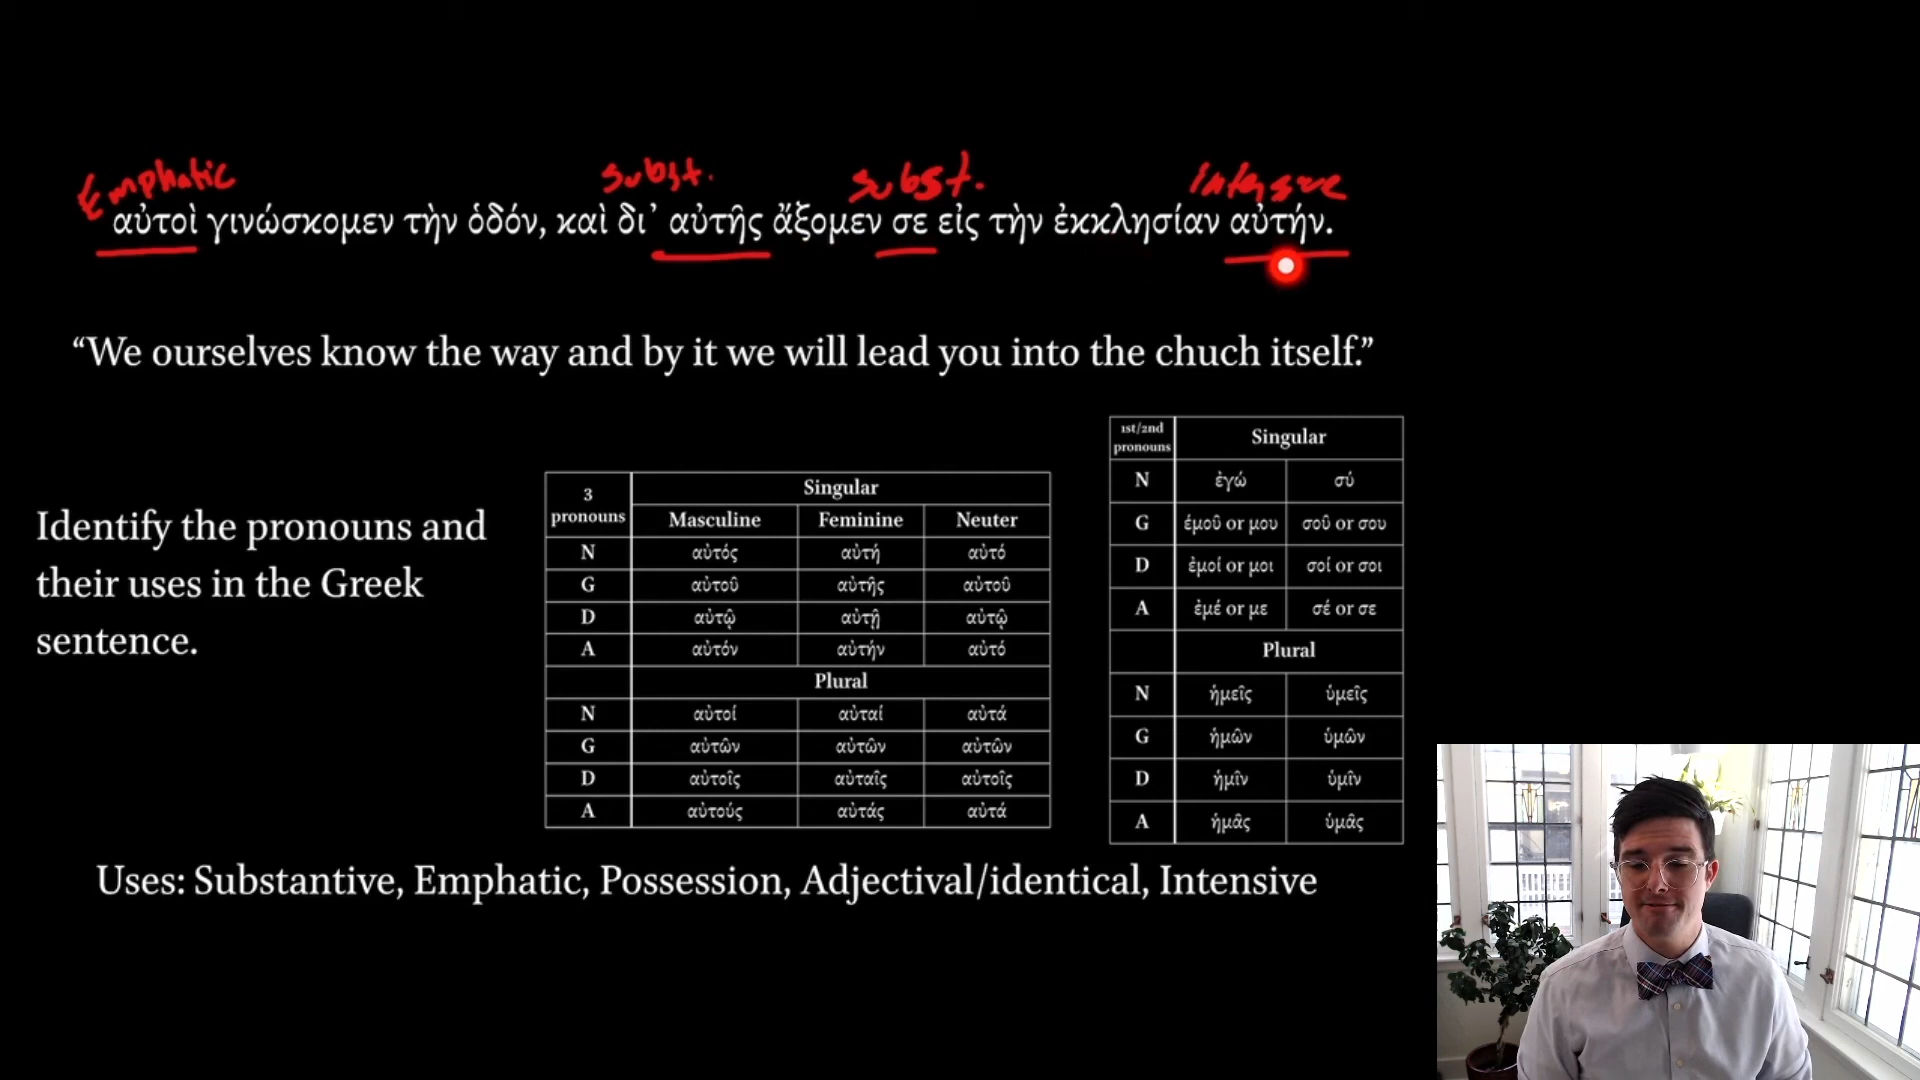 Emphatic subst. subst. intensive
αὐτοὶ γινώσκομεν τὴν ὁδόν, καὶ δι’ αὐτῆς ἄξομεν σε εἰς τὴν ἐκκλησίαν αὐτήν.
“We ourselves know the way and by it we will lead you into the chuch itself.”
Identify the pronouns and
their uses in the Greek
sentence.
3 pronouns Singular
Masculine Feminine Neuter
N αὐτός αὐτή αὐτό
G αὐτοῦ αὐτῆς αὐτοῦ
D αὐτῷ αὐτῇ αὐτῷ
A αὐτόν αὐτήν αὐτό
Plural
N αὐτοί αὐταί αὐτά
G αὐτῶν αὐτῶν αὐτῶν
D αὐτοῖς αὐταῖς αὐτοῖς
A αὐτούς αὐτάς αὐτά
1st/2nd pronouns Singular
N ἐγώ σύ
G ἐμοῦ or μου σοῦ or σου
D ἐμοί or μοι σοί or σοι
A ἐμέ or με σέ or σε
Plural
N ἡμεῖς ὑμεῖς
G ἡμῶν ὑμῶν
D ἡμῖν ὑμῖν
A ἡμᾶς ὑμᾶς
Uses: Substantive, Emphatic, Possession, Adjectival/identical, Intensive